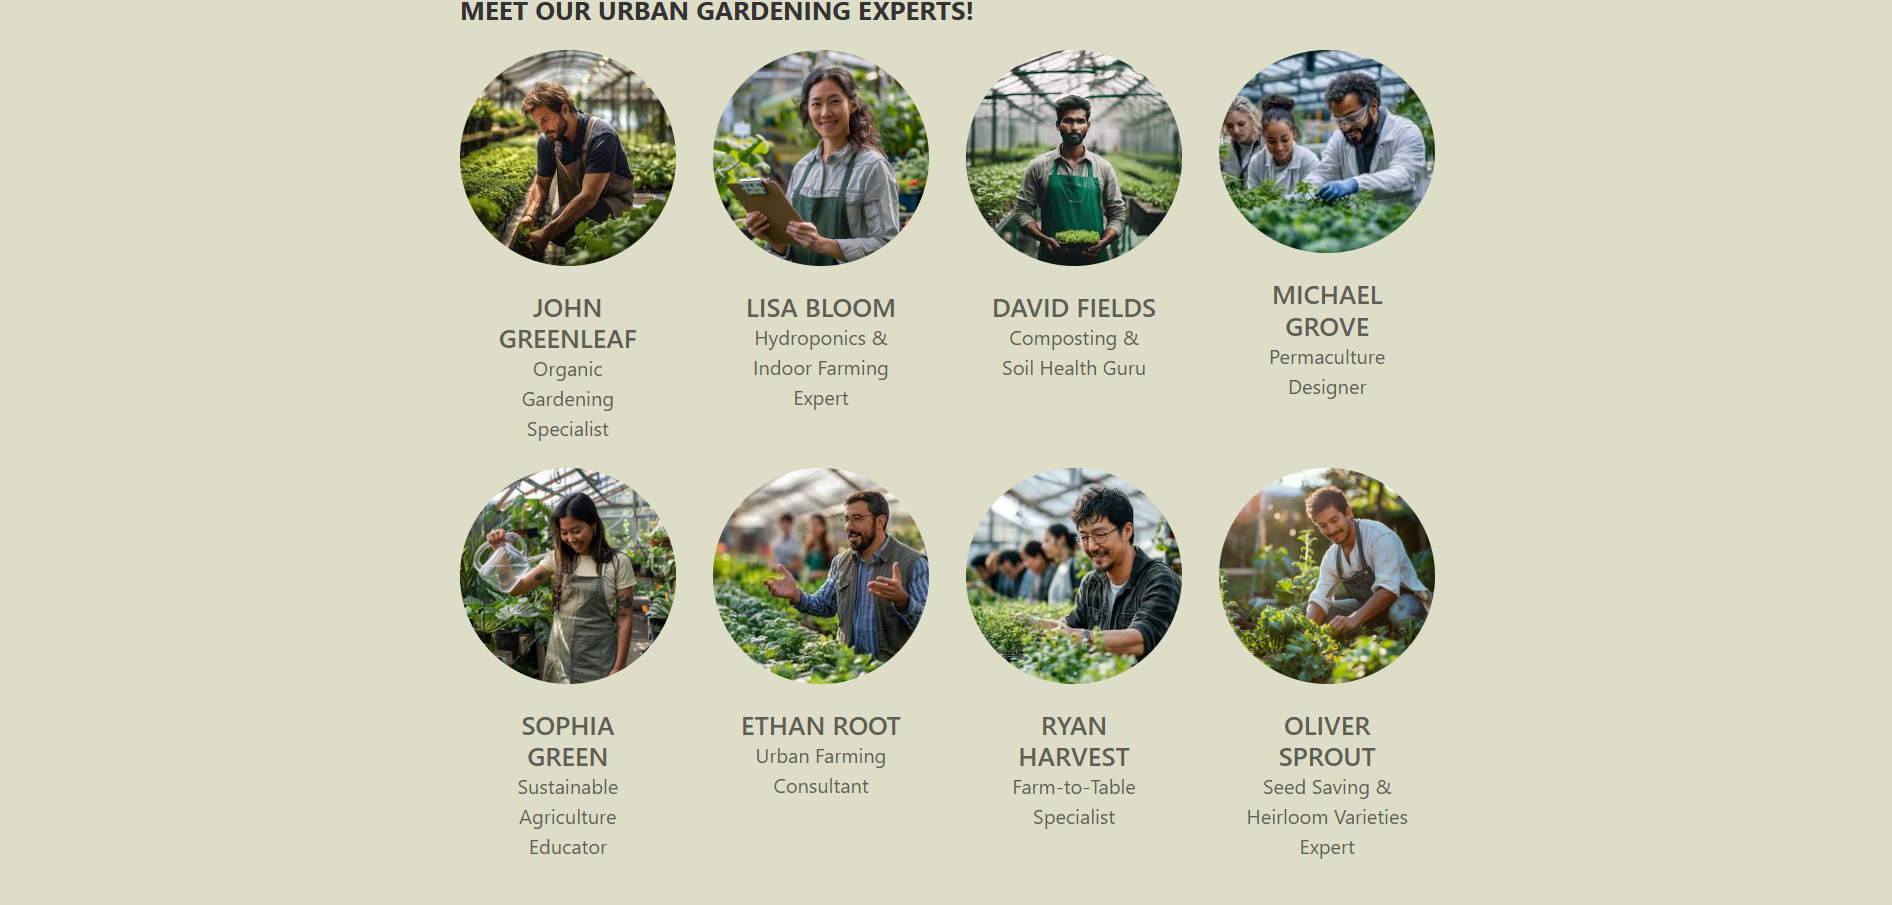 MEET OUR URBAN GARDENING EXPERTS!
JOHN
GREENLEAF
Organic
Gardening
Specialist
LISA BLOOM
Hydroponics &
Indoor Farming
Expert
DAVID FIELDS
Composting &
Soil Health Guru
MICHAEL
GROVE
Permaculture
Designer
SOPHIA
GREEN
Sustainable
Agriculture
Educator
ETHAN ROOT
Urban Farming
Consultant
RYAN
HARVEST
Farm-to-Table
Specialist
OLIVER
SPROUT
Seed Saving &
Heirloom Varieties
Expert